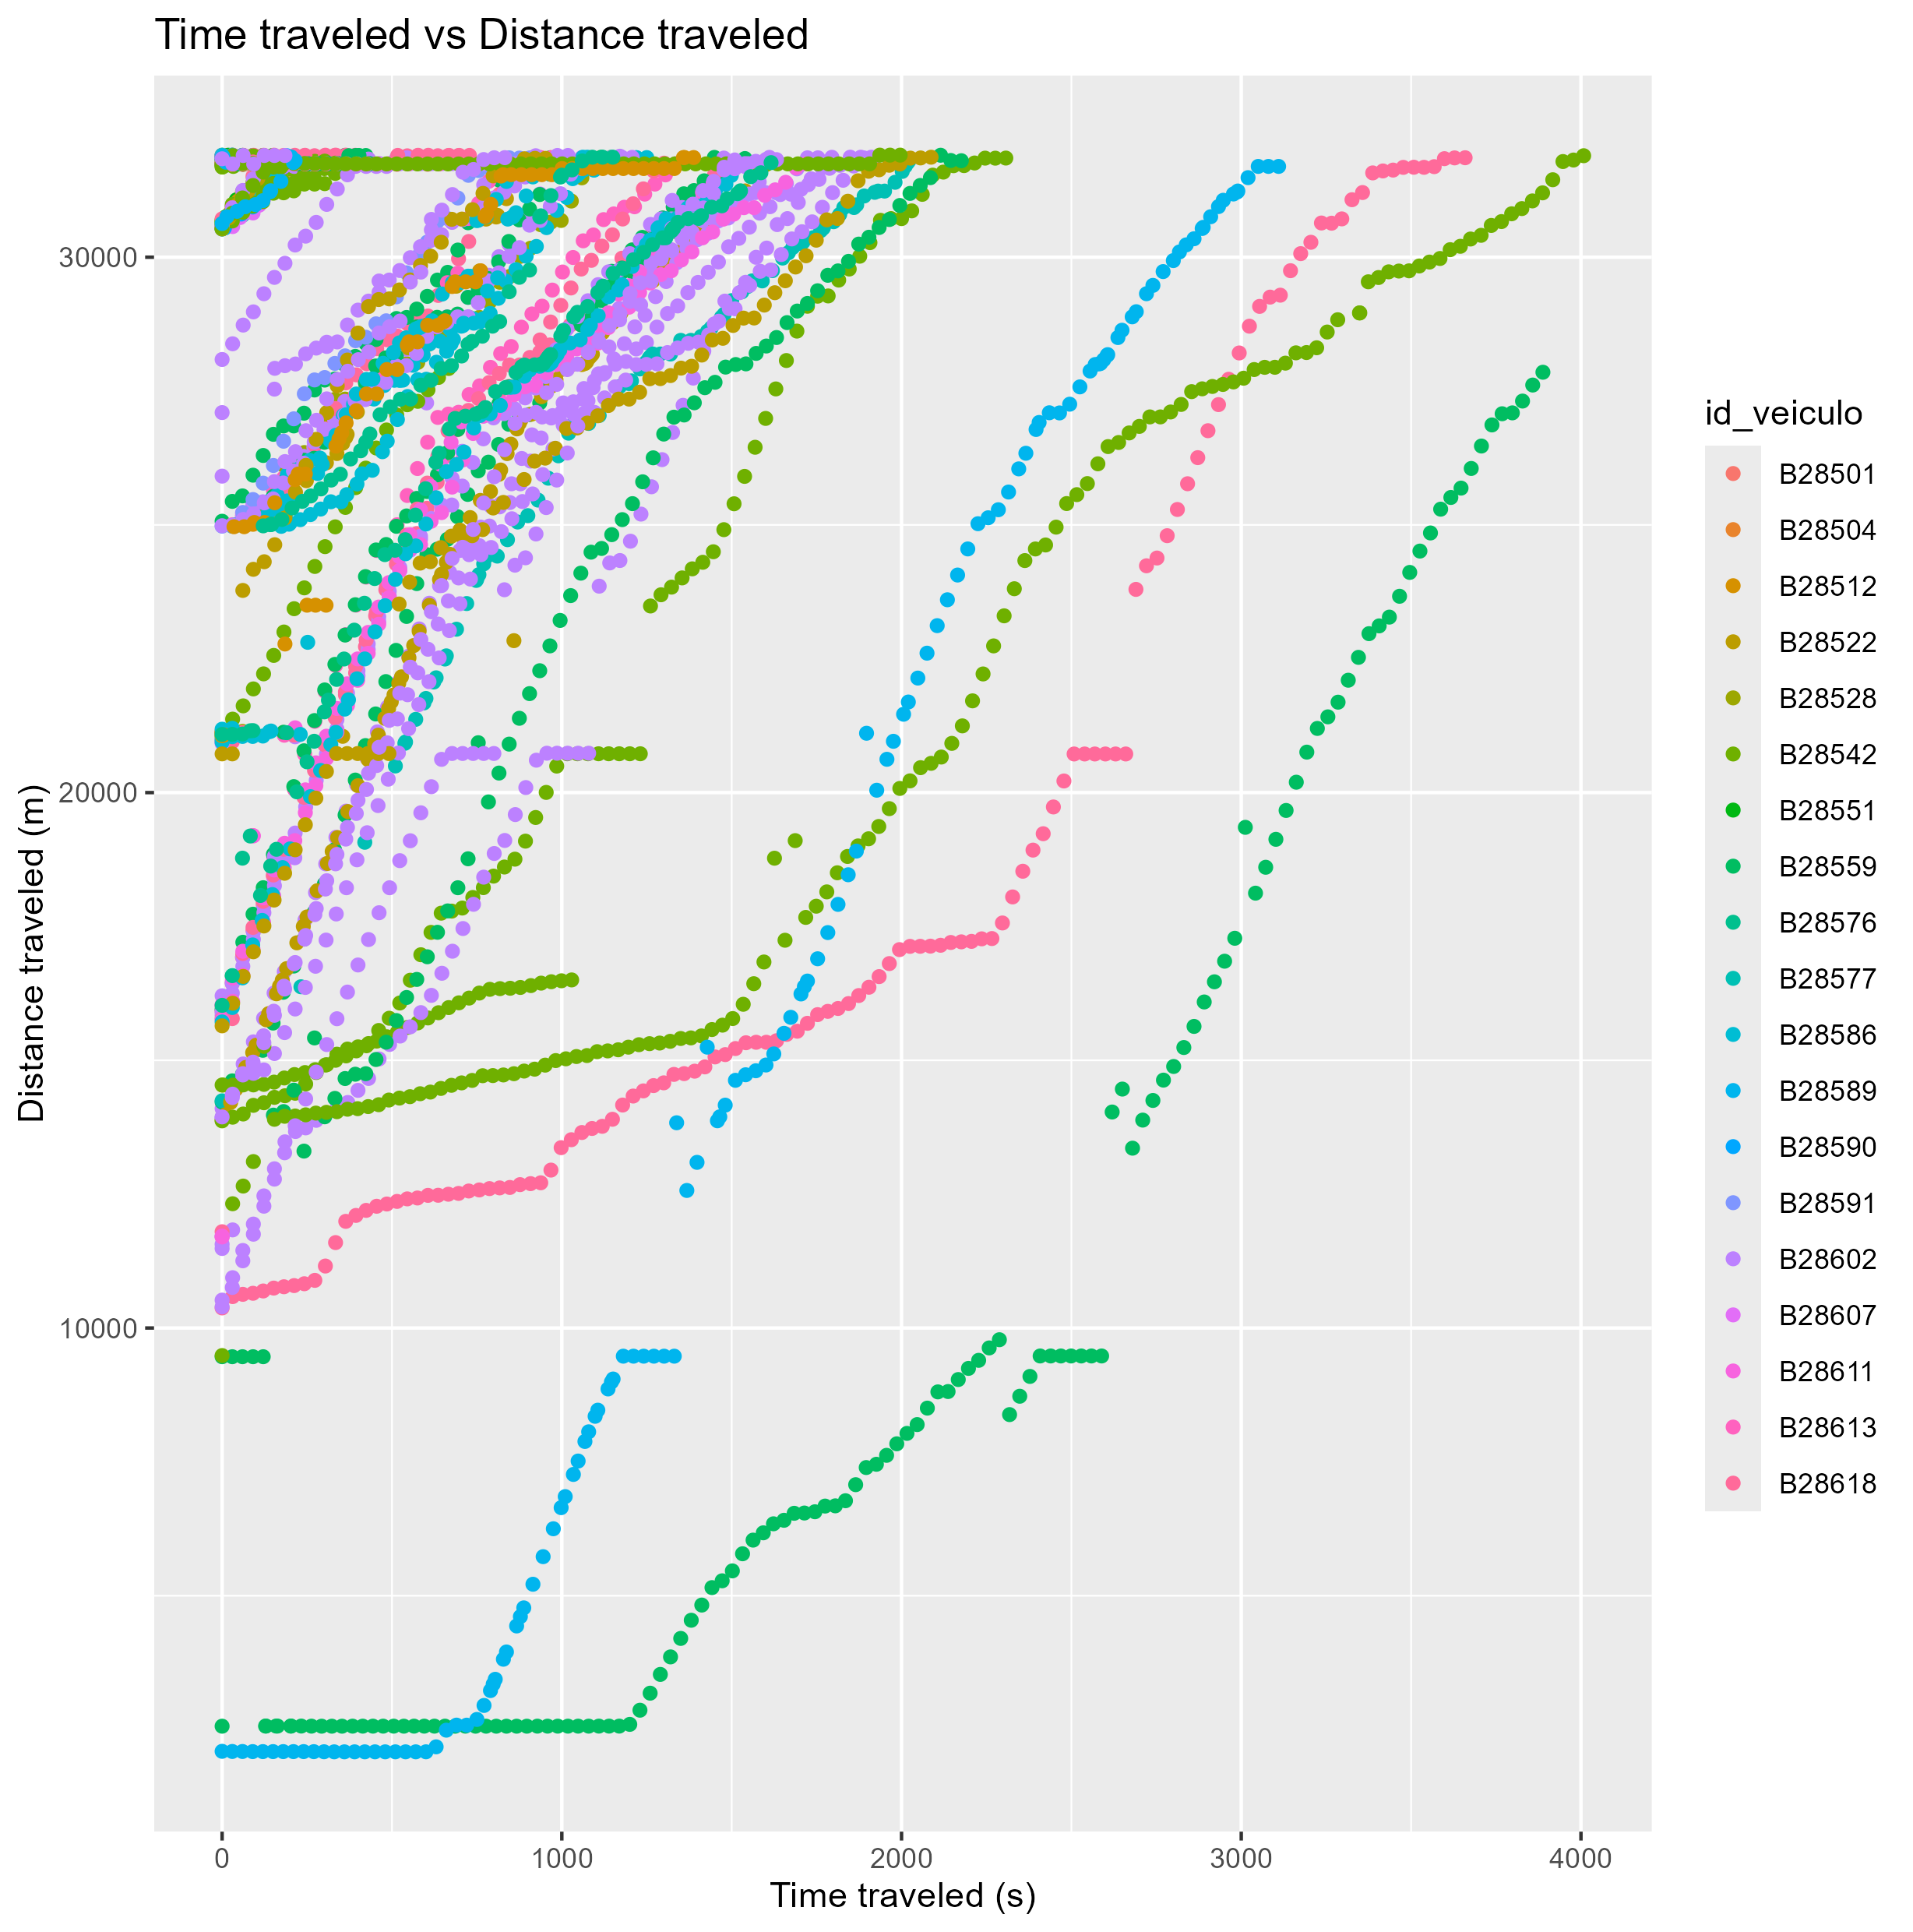 Time traveled vs Distance traveled
30000
20000
10000
Distance traveled (m)
0
1000
2000
3000
4000
Time traveled (s)
id_veiculo
B28501
B28504
B28512
B28522
B28528
B28542
B28551
B28559
B28576
B28577
B28586
B28589
B28590
B28591
B28602
B28607
B28611
B28613
B28618